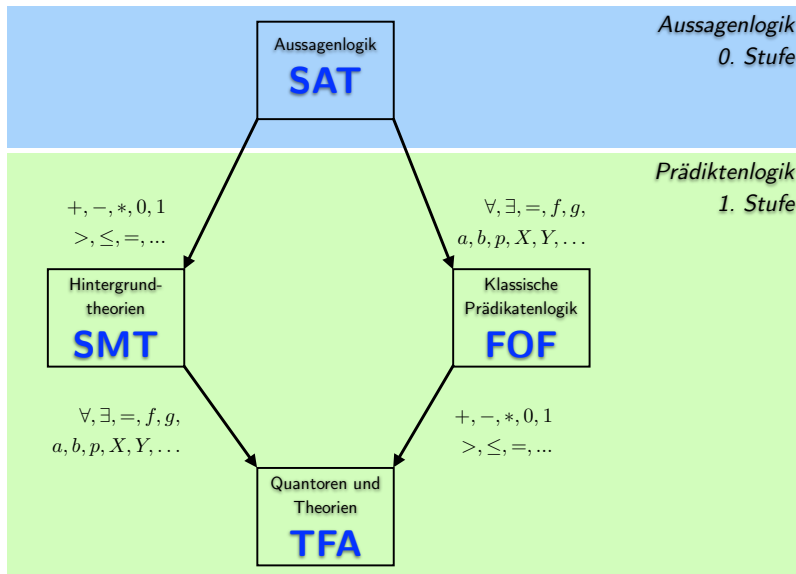 Aussagenlogik
0. Stufe
Aussagenlogik
SAT
Prädiktenlogik
1. Stufe
+, −, ∗, 0, 1
>, ≤, =, ...
∀, ∃, =, f, g,
a, b, p, X, Y, . . .
Hintergrund-
theorien
SMT
Klassische
Prädikatenlogik
FOF
∀, ∃, =, f, g,
a, b, p, X, Y, . . .
+, −, ∗, 0, 1
>, ≤, =, ...
Quantoren und
Theorien
TFA